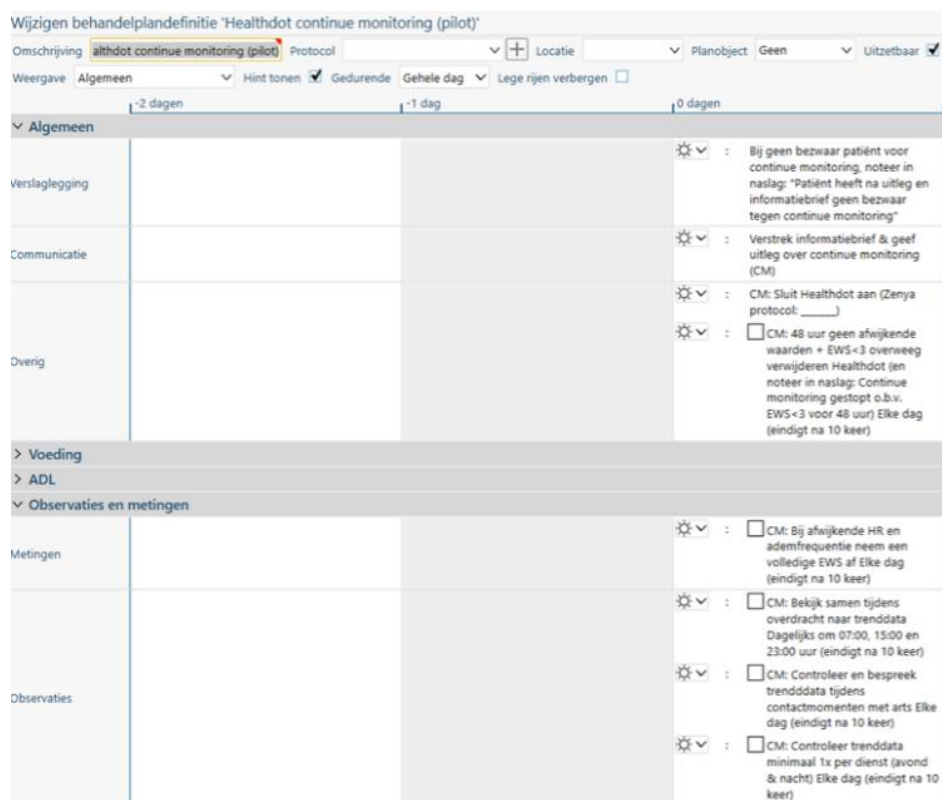 Wijzigen behandelplandefinitie 'Healthdot continue monitoring (pilot)'
Omschrijving althdot continue monitoring (pilot) Protocol Locatie Planobject Geen Uitzetbaar
Weergave Algemeen Hint tonen Gedurende Gehele dag Lege rijen verbergen
-2 dagen -1 dag 0 dagen
Algemeen
Verslaglegging
: Bij geen bezwaar patiënt voor
continue monitoring, noteer in
naslag: "Patiënt heeft na uitleg en
informatiebrief geen bezwaar
tegen continue monitoring"
Communicatie
: Verstrek informatiebrief & geef
uitleg over continue monitoring
(CM)
Overig
: CM: Sluit Healthdot aan (Zenya
protocol: ______)
: CM: 48 uur geen afwijkende
waarden + EWS<3 overweeg
verwijderen Healthdot (en
noteer in naslag: Continue
monitoring gestopt o.b.v.
EWS<3 voor 48 uur) Elke dag
(eindigt na 10 keer)
> Voeding
> ADL
Observaties en metingen
Metingen
: CM: Bij afwijkende HR en
ademfrequentie neem een
volledige EWS af Elke dag
(eindigt na 10 keer)
Observaties
: CM: Bekijk samen tijdens
overdracht naar trenddata
Dagelijks om 07:00, 15:00 en
23:00 uur (eindigt na 10 keer)
: CM: Controleer en bespreek
trendddata tijdens
contactmomenten met arts Elke
dag (eindigt na 10 keer)
: CM: Controleer trenddata
minimaal 1x per dienst (avond
& nacht) Elke dag (eindigt na 10
keer)